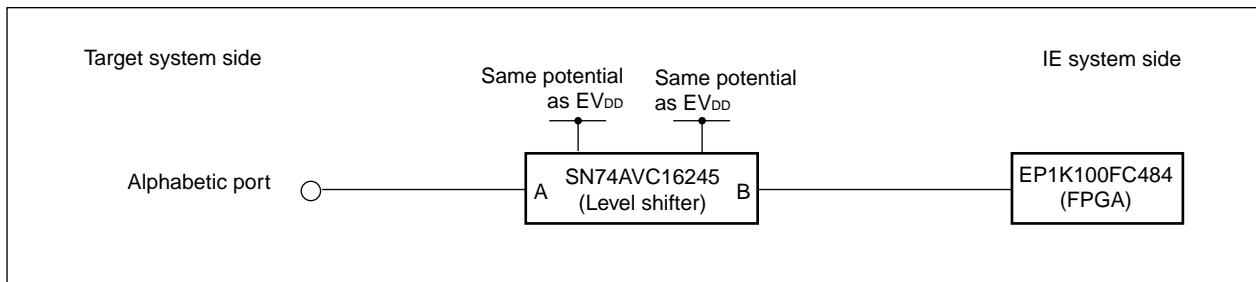 Target system side
IE system side
Same potential
as EVDD
Same potential
as EVDD
Alphabetic port
A
SN74AVC16245
(Level shifter)
B
EP1K100FC484
(FPGA)